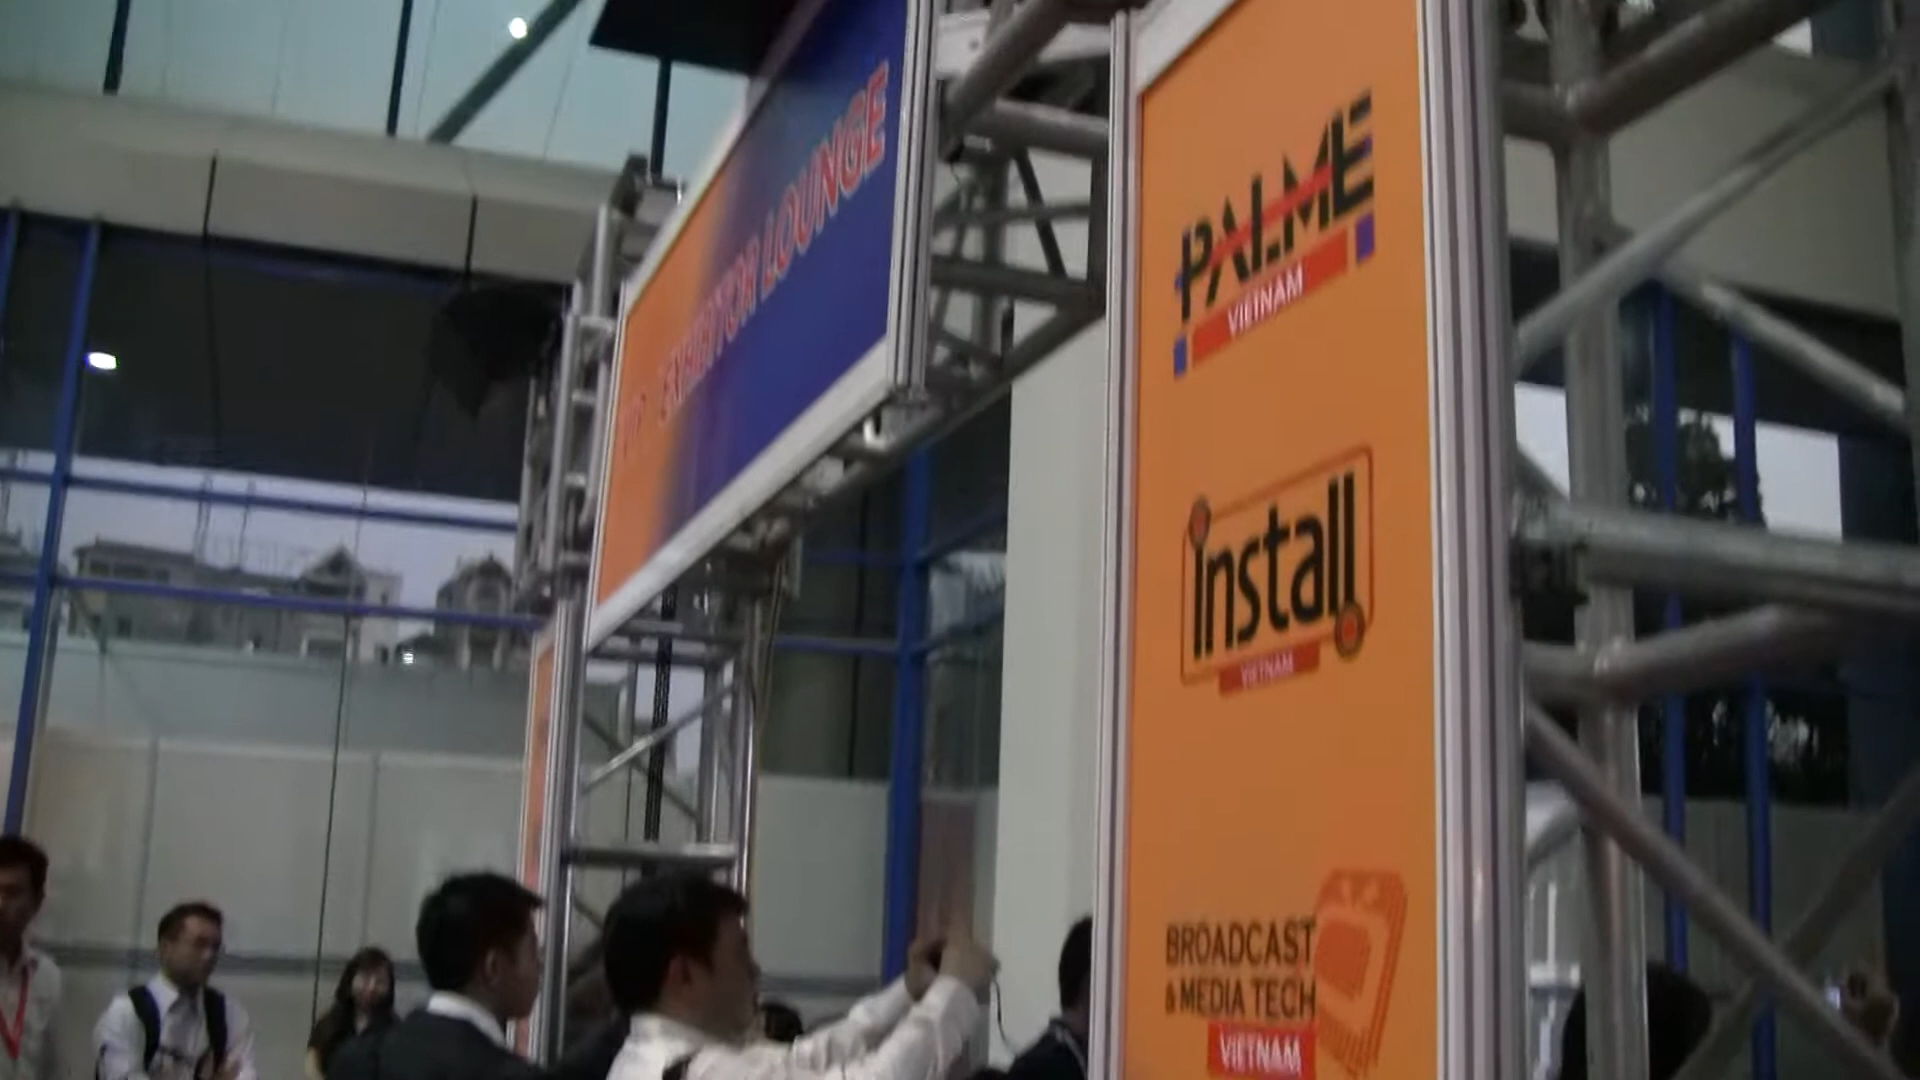 EXHIBITOR LOUNGE
PALME
VIETNAM
install
VIETNAM
BROADCAST
& MEDIA TECH
VIETNAM